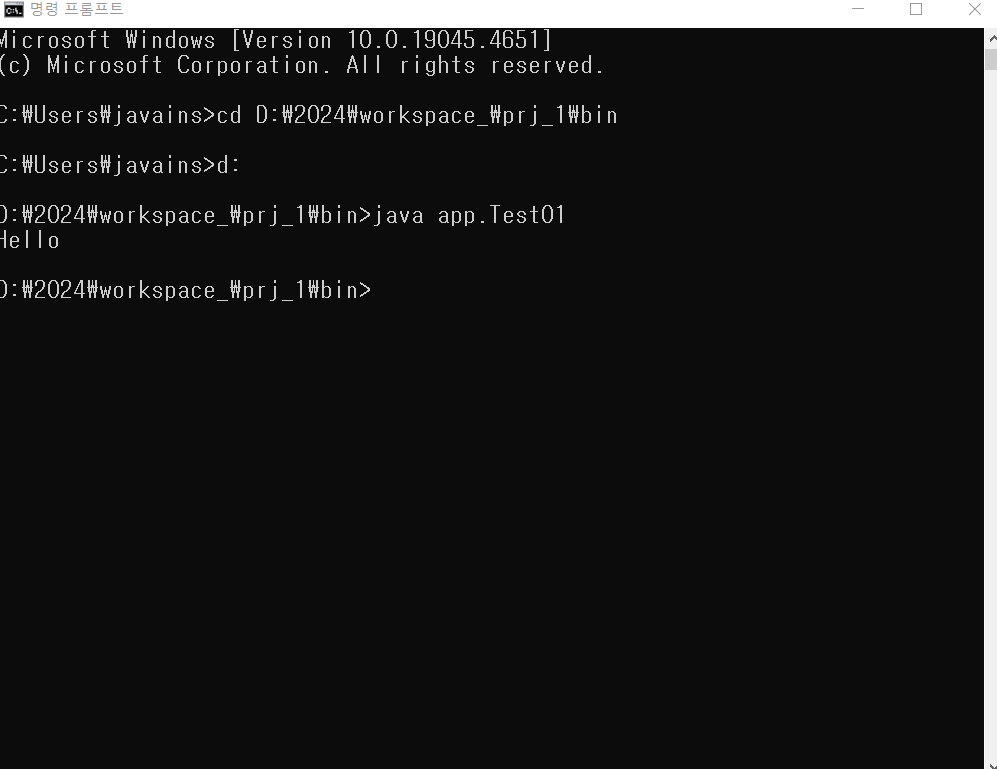 명령 프롬프트
Microsoft Windows [Version 10.0.19045.4651]
(c) Microsoft Corporation. All rights reserved.
C:₩Users₩javains>cd D:₩2024₩workspace_₩prj_1₩bin
C:₩Users₩javains>d:
D:₩2024₩workspace_₩prj_1₩bin>java app.Test01
Hello
D:₩2024₩workspace_₩prj_1₩bin>